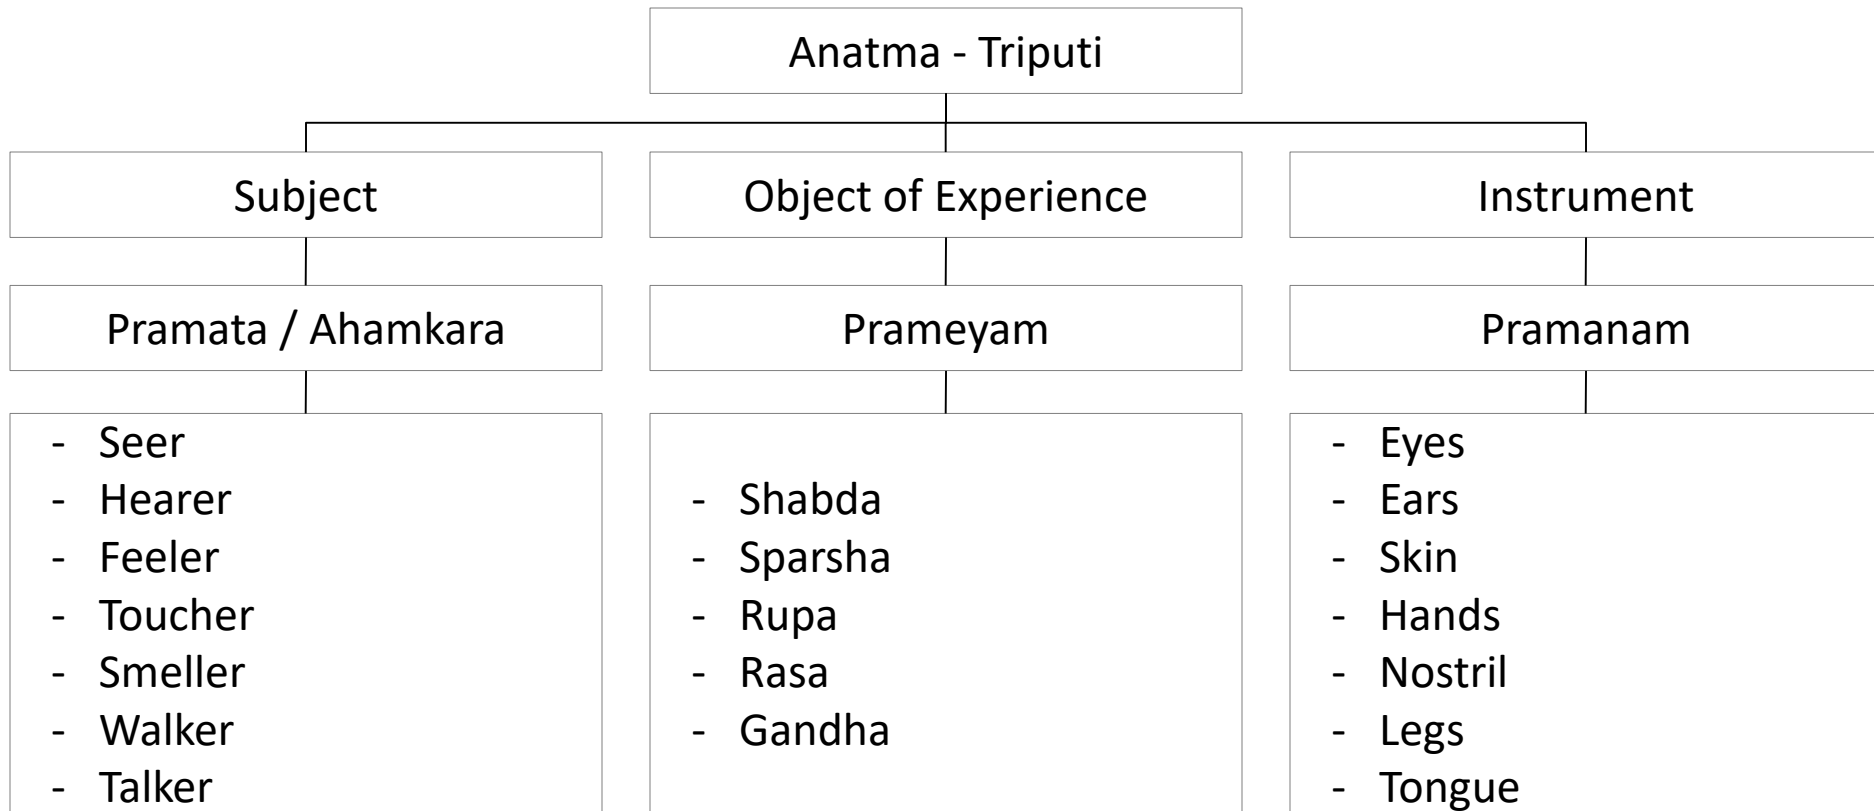 Anatma - Triputi
Subject
Object of Experience
Instrument
Pramata / Ahamkara
Prameyam
Pramanam
- Seer
- Hearer
- Feeler
- Toucher
- Smeller
- Walker
- Talker
- Shabda
- Sparsha
- Rupa
- Rasa
- Gandha
- Eyes
- Ears
- Skin
- Hands
- Nostril
- Legs
- Tongue